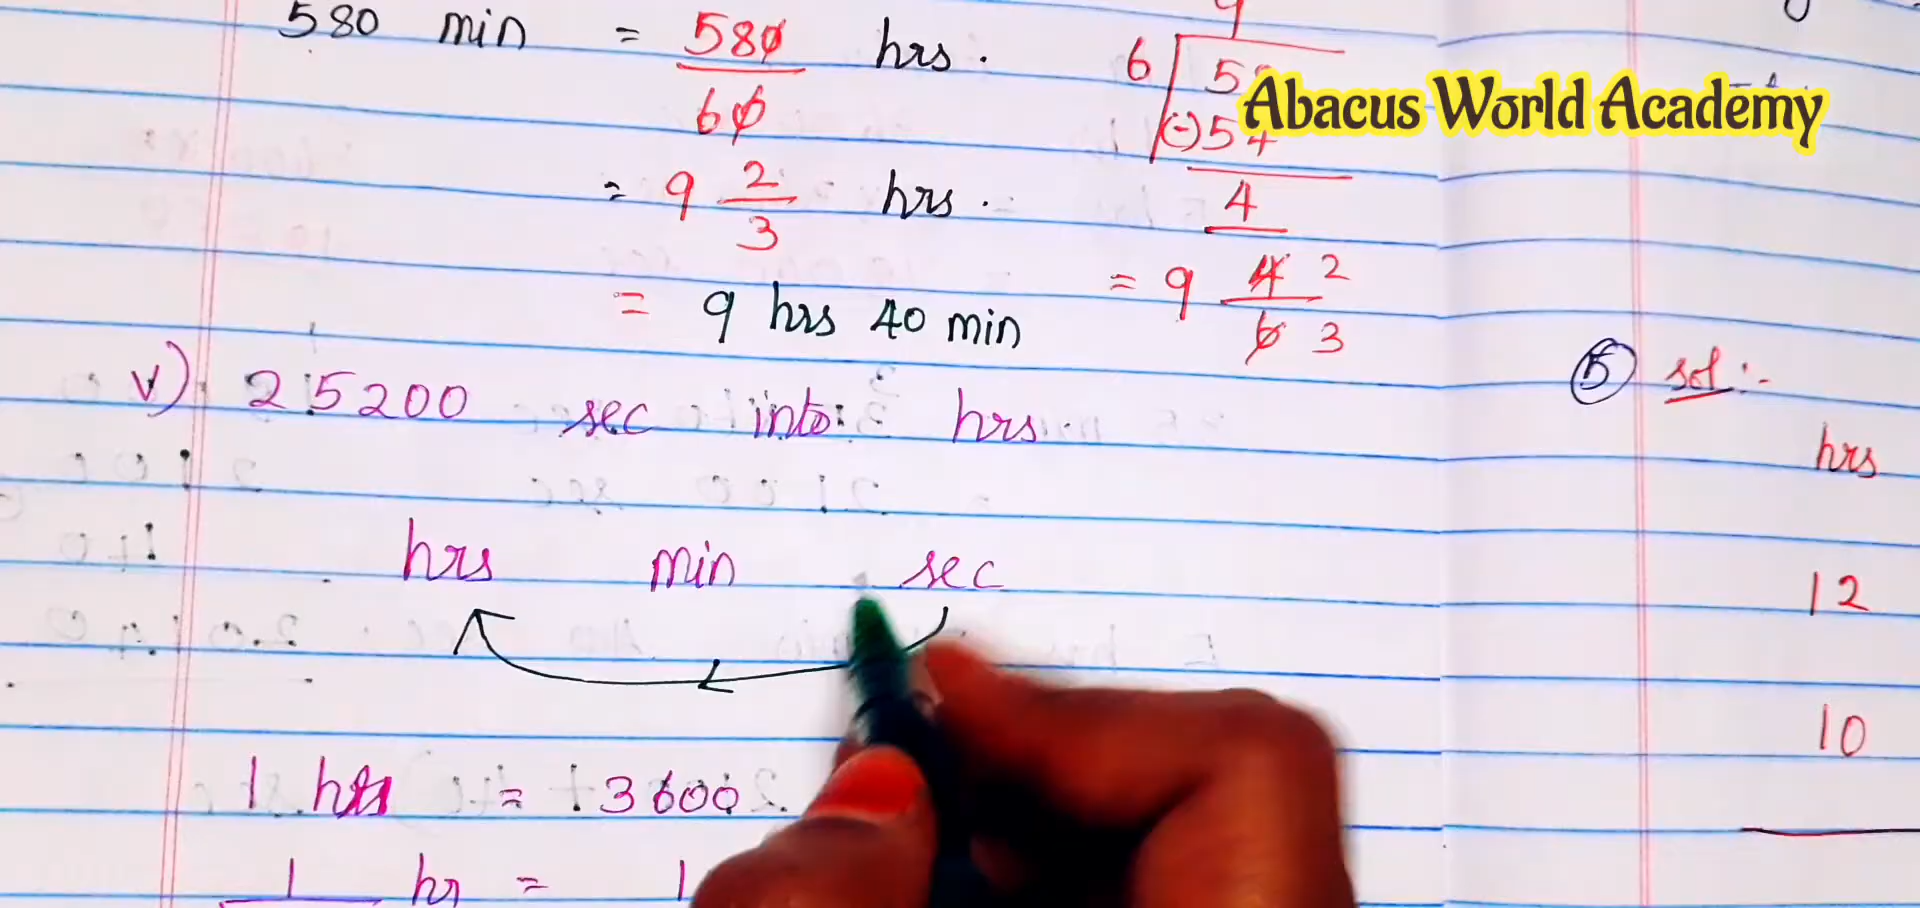 580 min = 580/60 hrs.
= 9 2/3 hrs.
= 9 hrs 40 min
9
6
(-) 54
4
= 9 4/6 2/3
Abacus World Academy
v) 25200 sec into hrs.
hrs min sec
1 hrs = 3600
1 hr = 1
5 sol:-
hrs
12
10